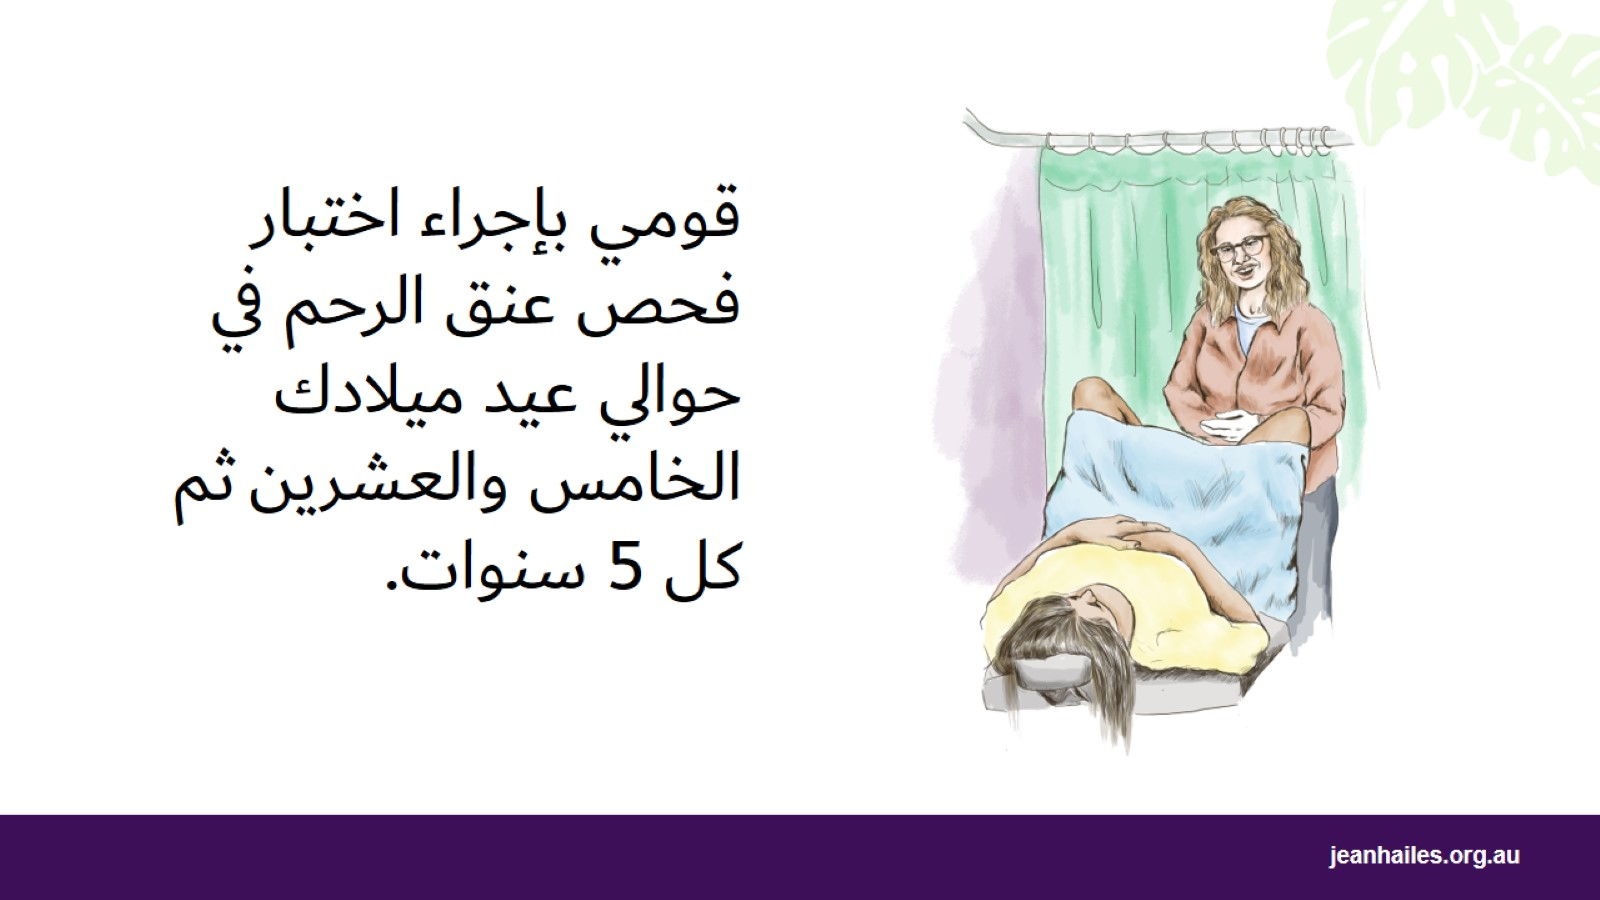 قومي بإجراء اختبار
فحص عنق الرحم في
حوالي عيد ميلادك
الخامس والعشرين ثم
كل 5 سنوات.
jeanhailes.org.au